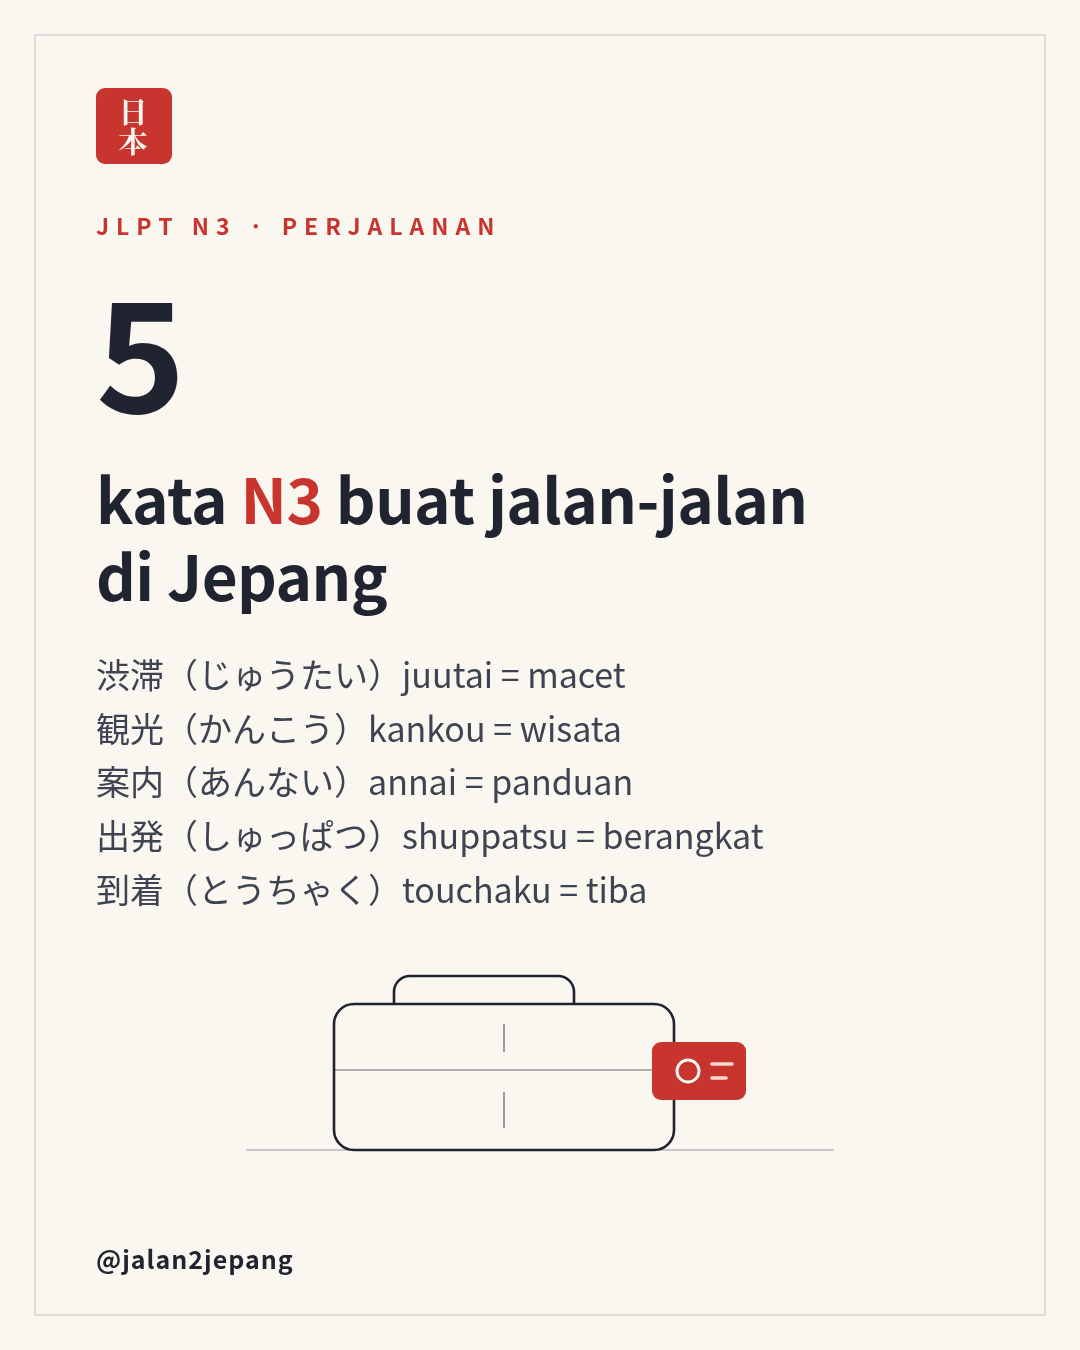 日本
JLPT N3 · PERJALANAN
5
kata N3 buat jalan-jalan
di Jepang
渋滞（じゅうたい）juutai = macet
観光（かんこう）kankou = wisata
案内（あんない）annai = panduan
出発（しゅっぱつ）shuppatsu = berangkat
到着（とうちゃく）touchaku = tiba
@jalan2jepang